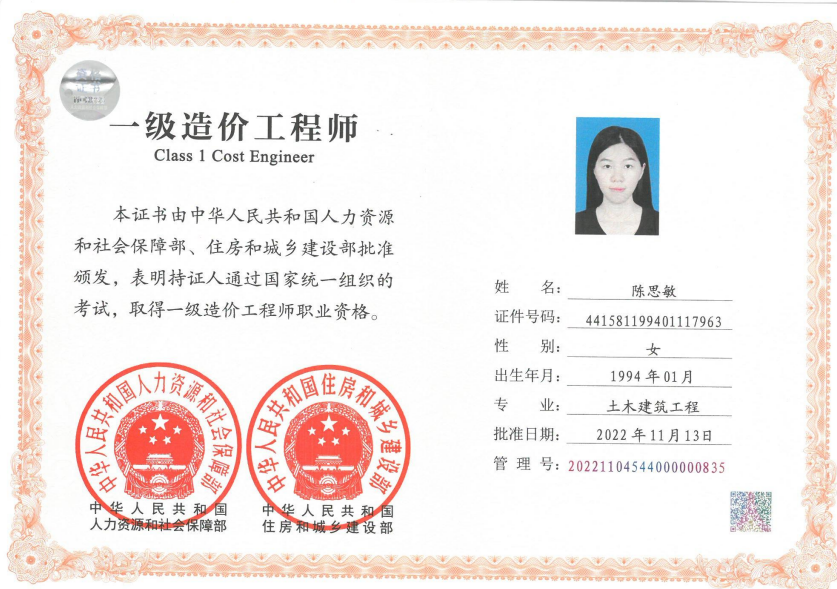 一级造价工程师
Class 1 Cost Engineer
本证书由中华人民共和国人力资源
和社会保障部、住房和城乡建设部批准
颁发，表明持证人通过国家统一组织的
考试，取得一级造价工程师职业资格。
中华人民共和国人力资源和社会保障部
中华人民共和国
人力资源和社会保障部
中华人民共和国住房和城乡建设部
中华人民共和国
住房和城乡建设部
姓 名： 陈思敏
证件号码： 441581199401117963
性 别： 女
出生年月： 1994年01月
专 业： 土木建筑工程
批准日期： 2022年11月13日
管 理 号： 20221104544000000835